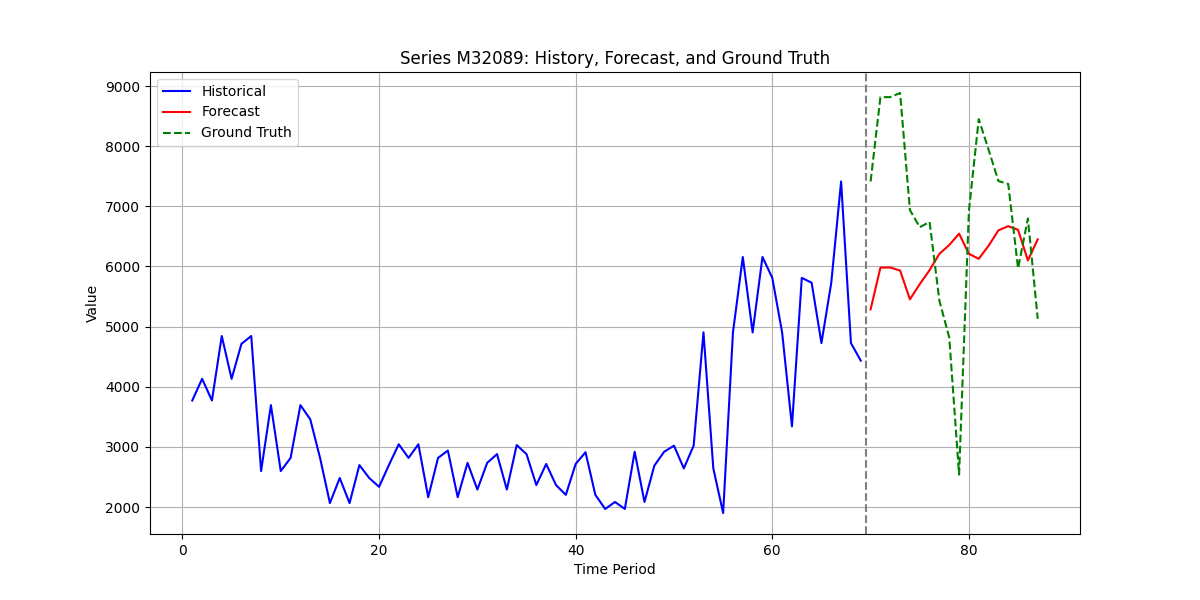 Series M32089: History, Forecast, and Ground Truth
Historical
Forecast
Ground Truth
9000
8000
7000
6000
5000
4000
3000
2000
Value
0 20 40 60 80
Time Period